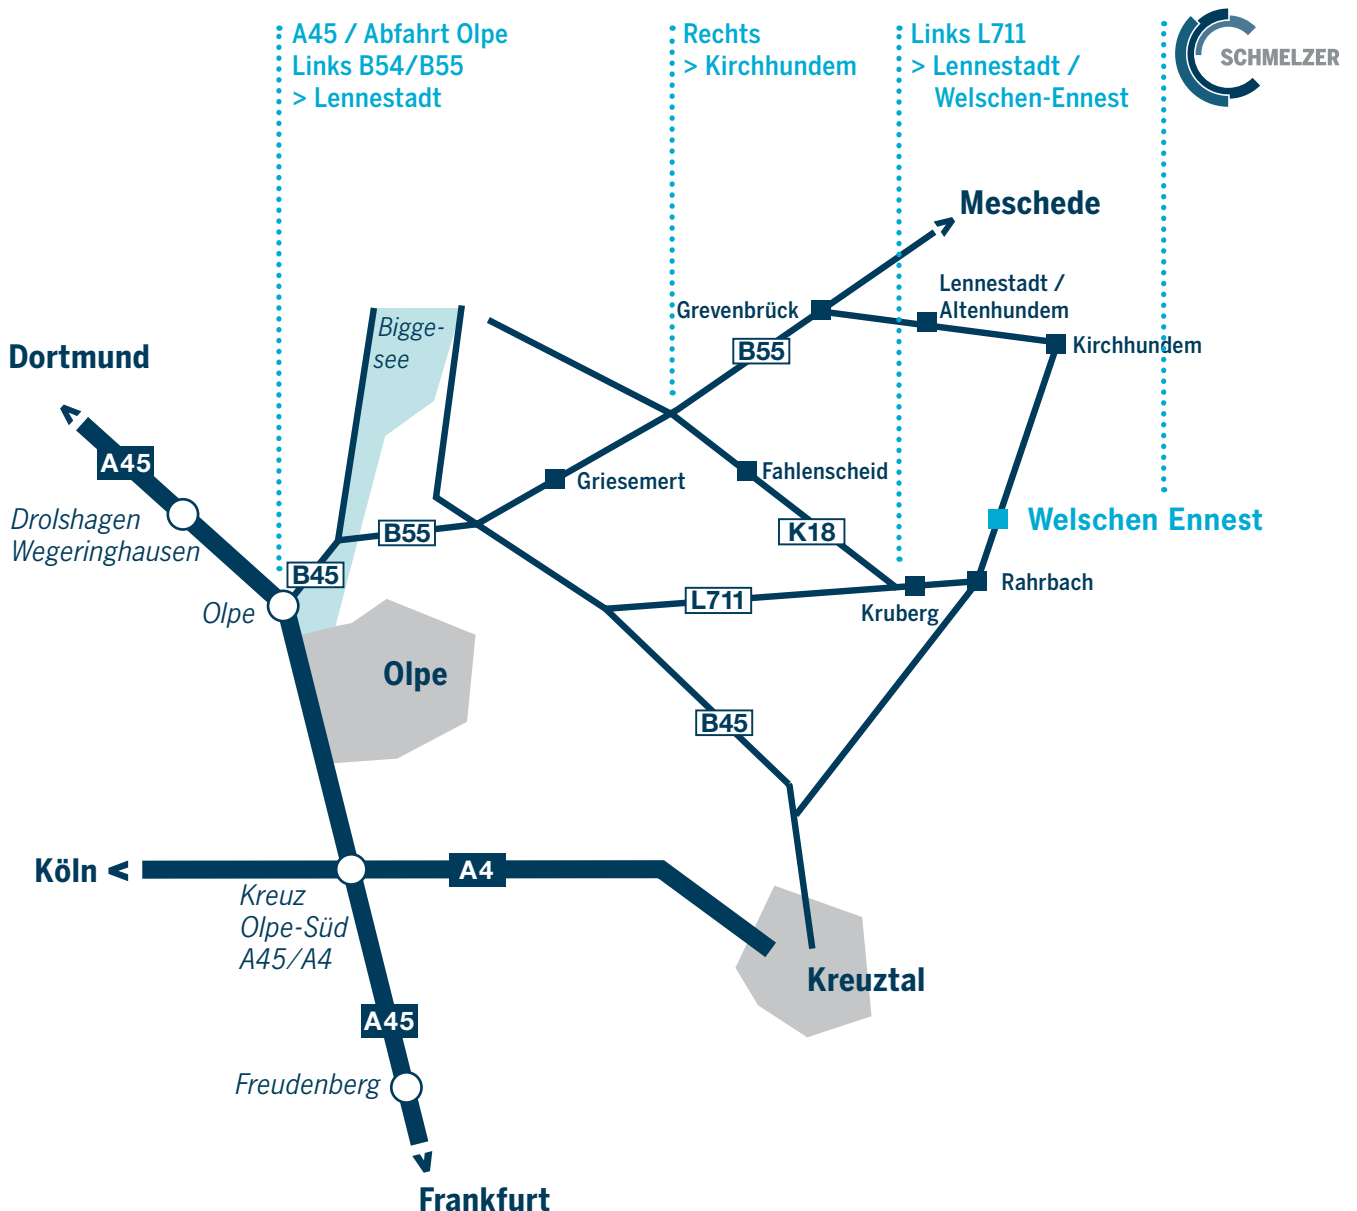 A45 / Abfahrt Olpe
Links B54/B55
> Lennestadt
Rechts
> Kirchhundem
Links L711
> Lennestadt /
Welschen-Ennest
SCHMELZER
Meschede
Lennestadt /
Altenhundem
Grevenbrück
Kirchhundem
B55
Bigge-
see
Dortmund
A45
Griesemert
Fahlenscheid
Drolshagen
Wegeringhausen
B55
K18
Welschen Ennest
B45
Rahrbach
Olpe
L711
Kruberg
Olpe
B45
Köln <
A4
Kreuz
Olpe-Süd
A45/A4
Kreuztal
A45
Freudenberg
Frankfurt